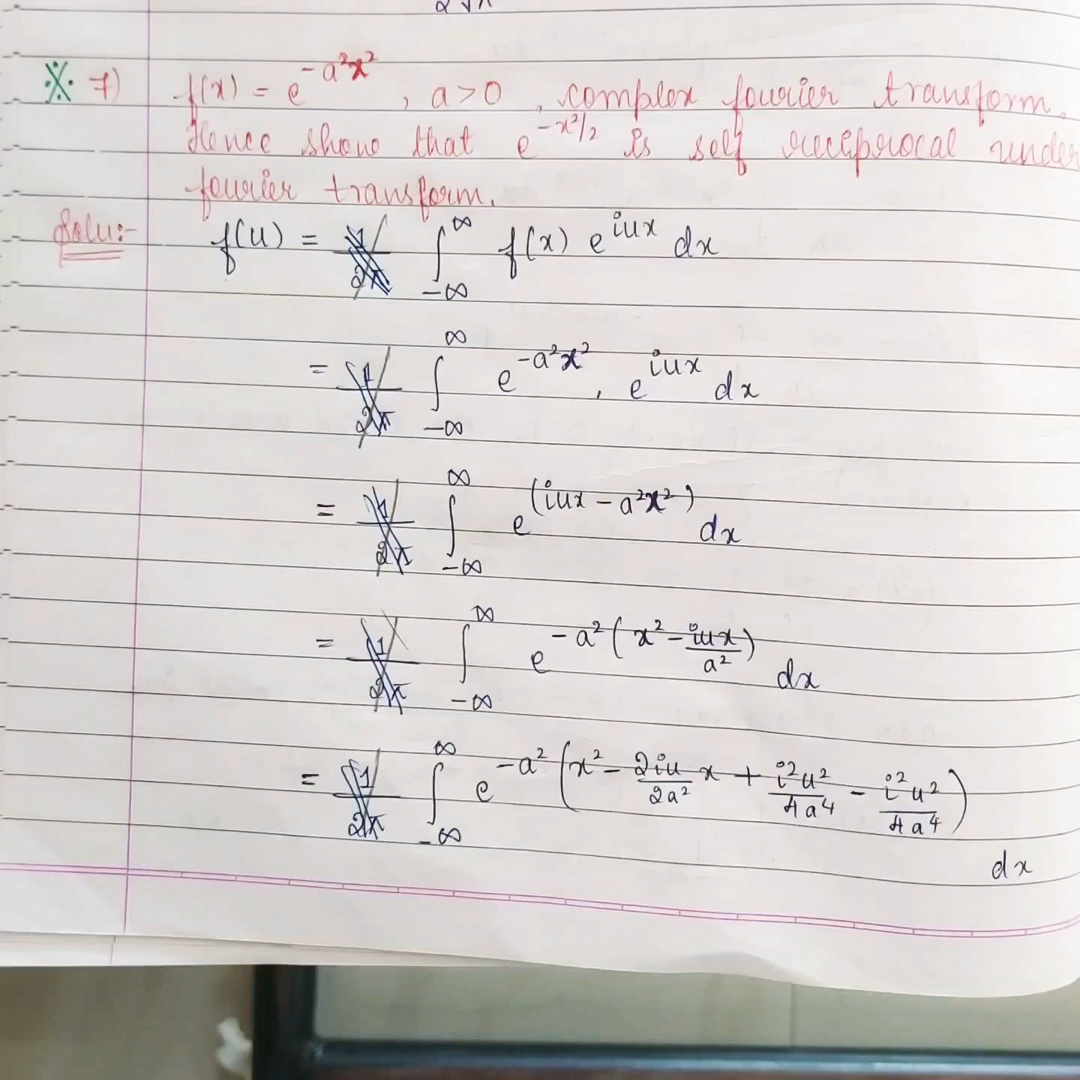 2√π
※ 7) f(x) = e^{-a²x²}, a>0, complex fourier transform.
Hence show that e^{-x²/2} is self reciprocal under
fourier transform.
Solu:- f(u) = 1/2π ∫_{-∞}^{∞} f(x) e^{iux} dx
= 1/2π ∫_{-∞}^{∞} e^{-a²x²} . e^{iux} dx
= 1/2π ∫_{-∞}^{∞} e^{(iux - a²x²)} dx
= 1/2π ∫_{-∞}^{∞} e^{-a²(x² - iux/a²)} dx
= 1/2π ∫_{-∞}^{∞} e^{-a²(x² - 2iu/2a² x + i²u²/4a⁴ - i²u²/4a⁴)}
dx